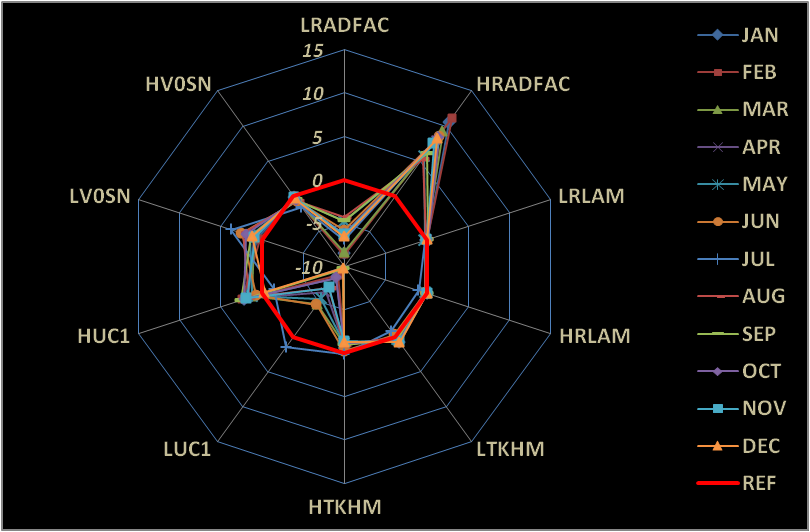 LRADFAC
15
HV0SN
10
HRADFAC
5
LV0SN
0
LRLAM
-5
-10
HUC1
HRLAM
LUC1
LTKHM
HTKHM
JAN
FEB
MAR
APR
MAY
JUN
JUL
AUG
SEP
OCT
NOV
DEC
REF